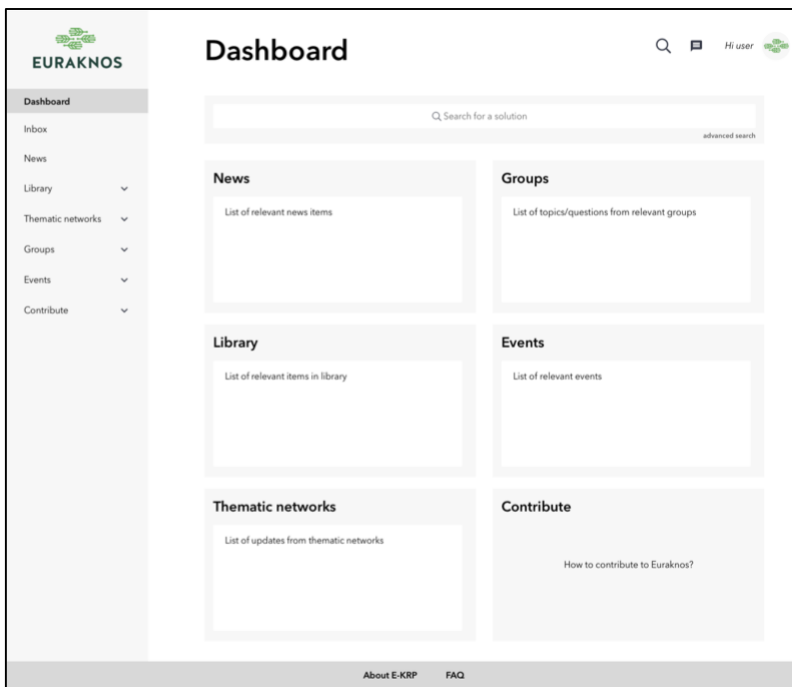 EURAKNOS
Dashboard
Inbox
News
Library
Thematic networks
Groups
Events
Contribute
Dashboard
Hi user
Search for a solution
advanced search
News
List of relevant news items
Groups
List of topics/questions from relevant groups
Library
List of relevant items in library
Events
List of relevant events
Thematic networks
List of updates from thematic networks
Contribute
How to contribute to Euraknos?
About E-KRP FAQ